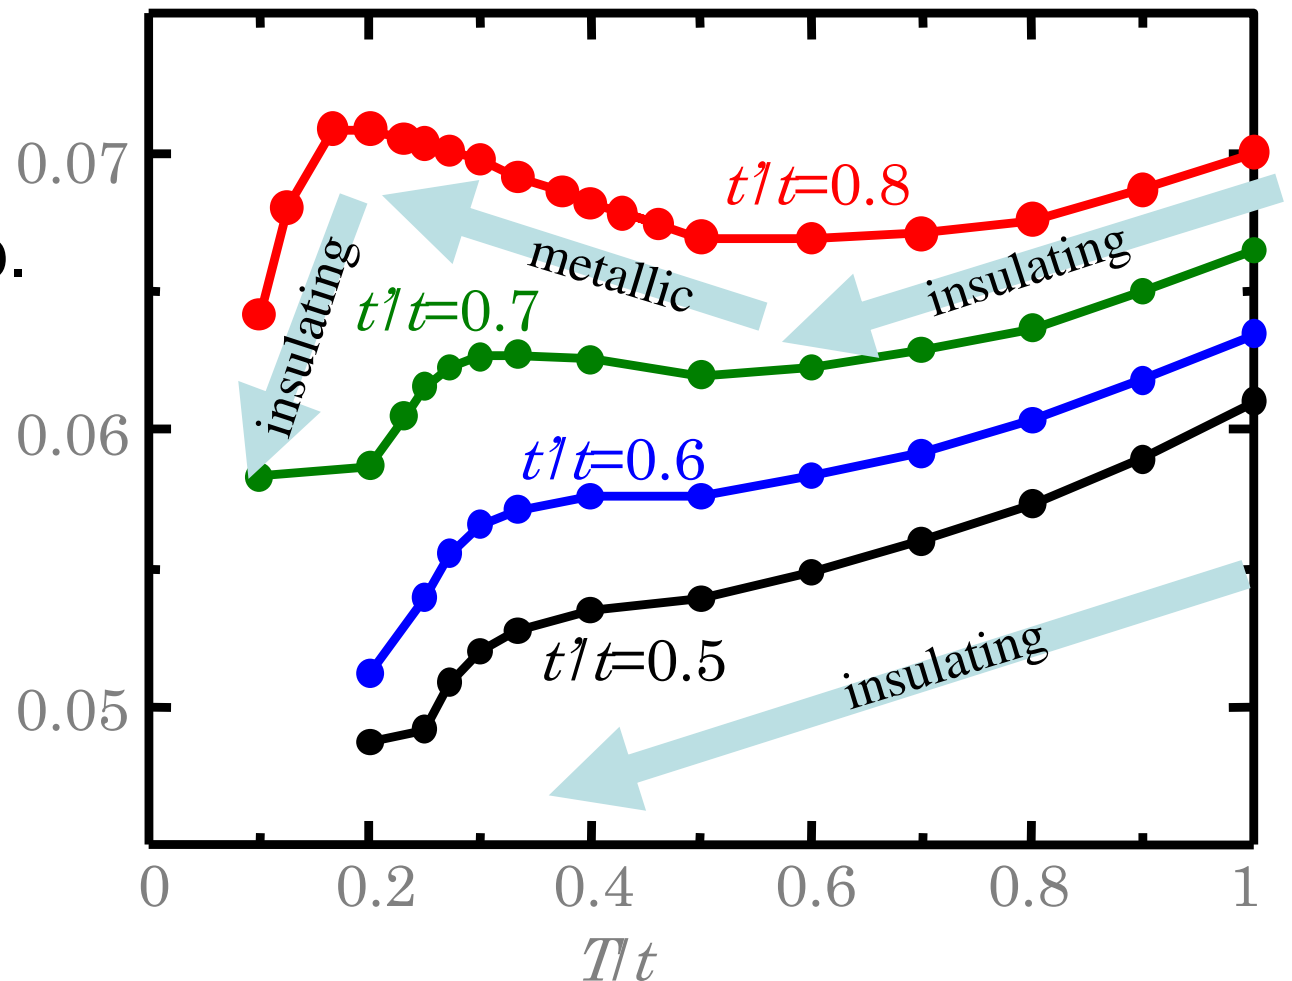 0.07
0.06
0.05
t'/t=0.8
insulating
metallic
insulating
t'/t=0.7
t'/t=0.6
t'/t=0.5
insulating
0
0.2
0.4
0.6
0.8
1
T/t